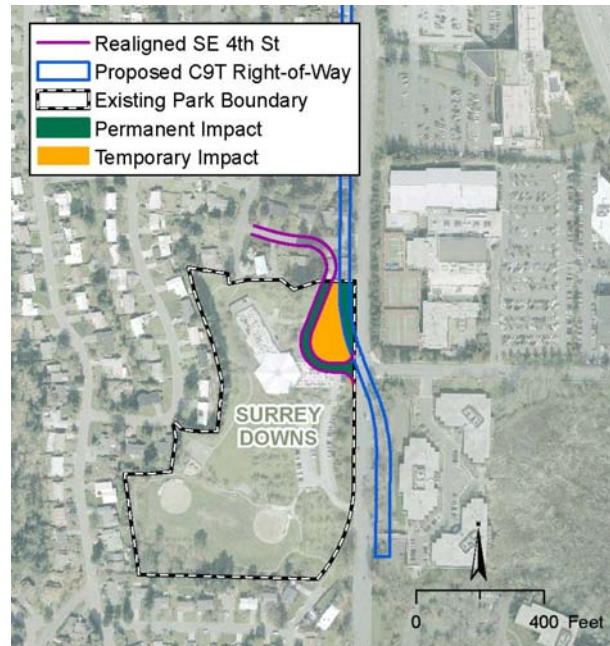 Realigned SE 4th St
Proposed C9T Right-of-Way
Existing Park Boundary
Permanent Impact
Temporary Impact
SURREY
DOWNS
0 400 Feet